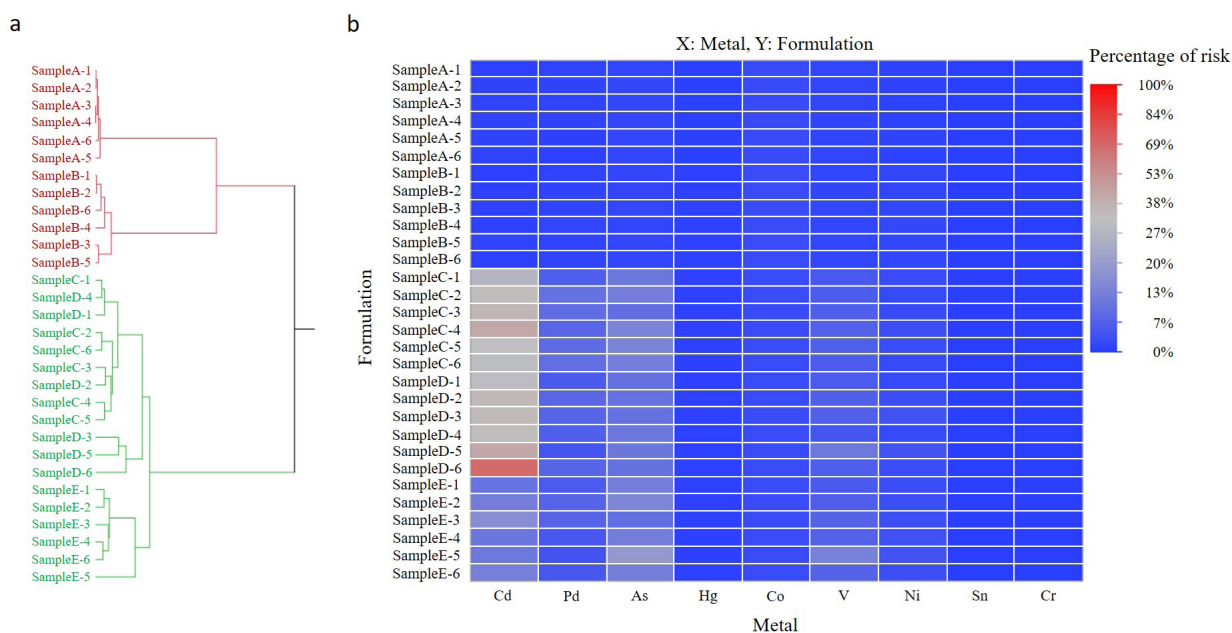 a
SampleA-1
SampleA-2
SampleA-3
SampleA-4
SampleA-6
SampleA-5
SampleB-1
SampleB-2
SampleB-6
SampleB-4
SampleB-3
SampleB-5
SampleC-1
SampleD-4
SampleD-1
SampleC-2
SampleC-6
SampleC-3
SampleD-2
SampleC-4
SampleC-5
SampleD-3
SampleD-5
SampleD-6
SampleE-1
SampleE-2
SampleE-3
SampleE-4
SampleE-6
SampleE-5
b
X: Metal, Y: Formulation
Formulation
SampleA-1
SampleA-2
SampleA-3
SampleA-4
SampleA-5
SampleA-6
SampleB-1
SampleB-2
SampleB-3
SampleB-4
SampleB-5
SampleB-6
SampleC-1
SampleC-2
SampleC-3
SampleC-4
SampleC-5
SampleC-6
SampleD-1
SampleD-2
SampleD-3
SampleD-4
SampleD-5
SampleD-6
SampleE-1
SampleE-2
SampleE-3
SampleE-4
SampleE-5
SampleE-6
Cd Pd As Hg Co V Ni Sn Cr
Metal
Percentage of risk
100%
84%
69%
53%
38%
27%
20%
13%
7%
0%